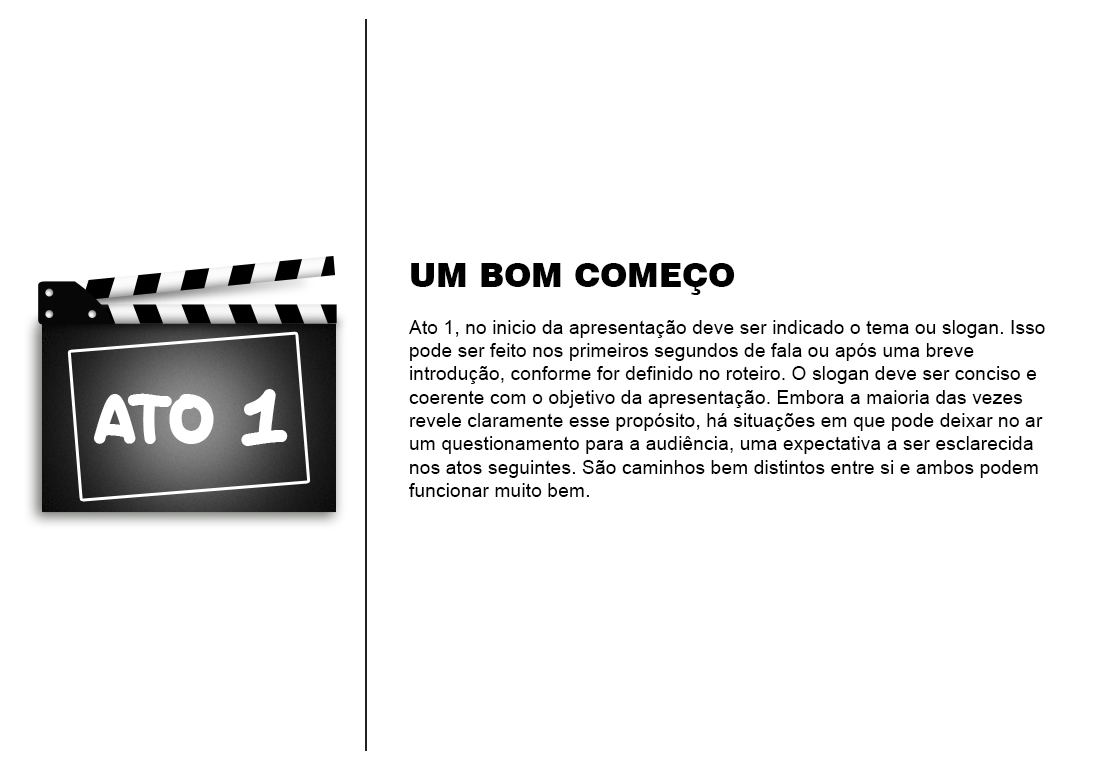 ATO 1
UM BOM COMEÇO
Ato 1, no inicio da apresentação deve ser indicado o tema ou slogan. Isso
pode ser feito nos primeiros segundos de fala ou após uma breve
introdução, conforme for definido no roteiro. O slogan deve ser conciso e
coerente com o objetivo da apresentação. Embora a maioria das vezes
revele claramente esse propósito, há situações em que pode deixar no ar
um questionamento para a audiência, uma expectativa a ser esclarecida
nos atos seguintes. São caminhos bem distintos entre si e ambos podem
funcionar muito bem.